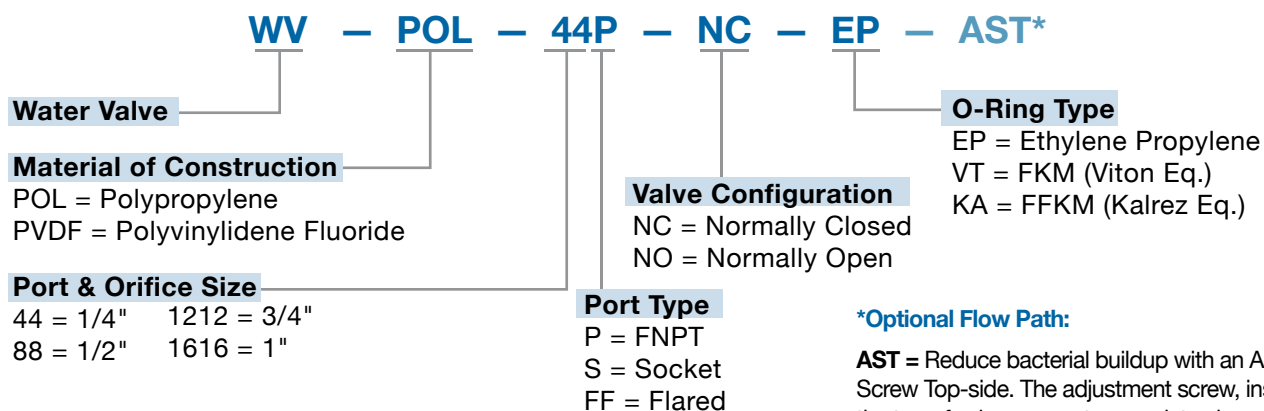 WV — POL — 44P — NC — EP — AST*
Water Valve
Material of Construction
POL = Polypropylene
PVDF = Polyvinylidene Fluoride
Port & Orifice Size
44 = 1/4" 1212 = 3/4"
88 = 1/2" 1616 = 1"
Port Type
P = FNPT
S = Socket
FF = Flared
Valve Configuration
NC = Normally Closed
NO = Normally Open
O-Ring Type
EP = Ethylene Propylene
VT = FKM (Viton Eq.)
KA = FFKM (Kalrez Eq.)
*Optional Flow Path:
AST = Reduce bacterial buildup with an A
Screw Top-side. The adjustment screw, ins